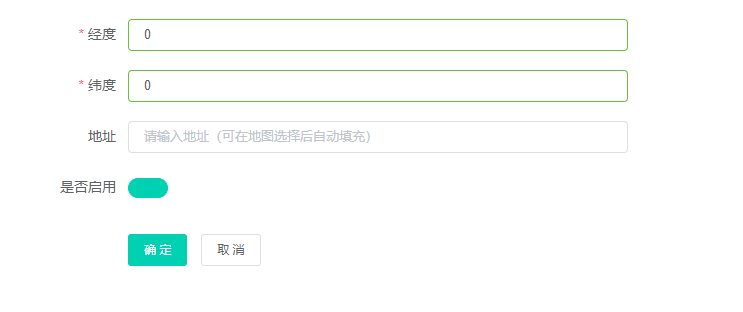 * 经度 0
* 纬度 0
地址 请输入地址（可在地图选择后自动填充）
是否启用
确定 取消